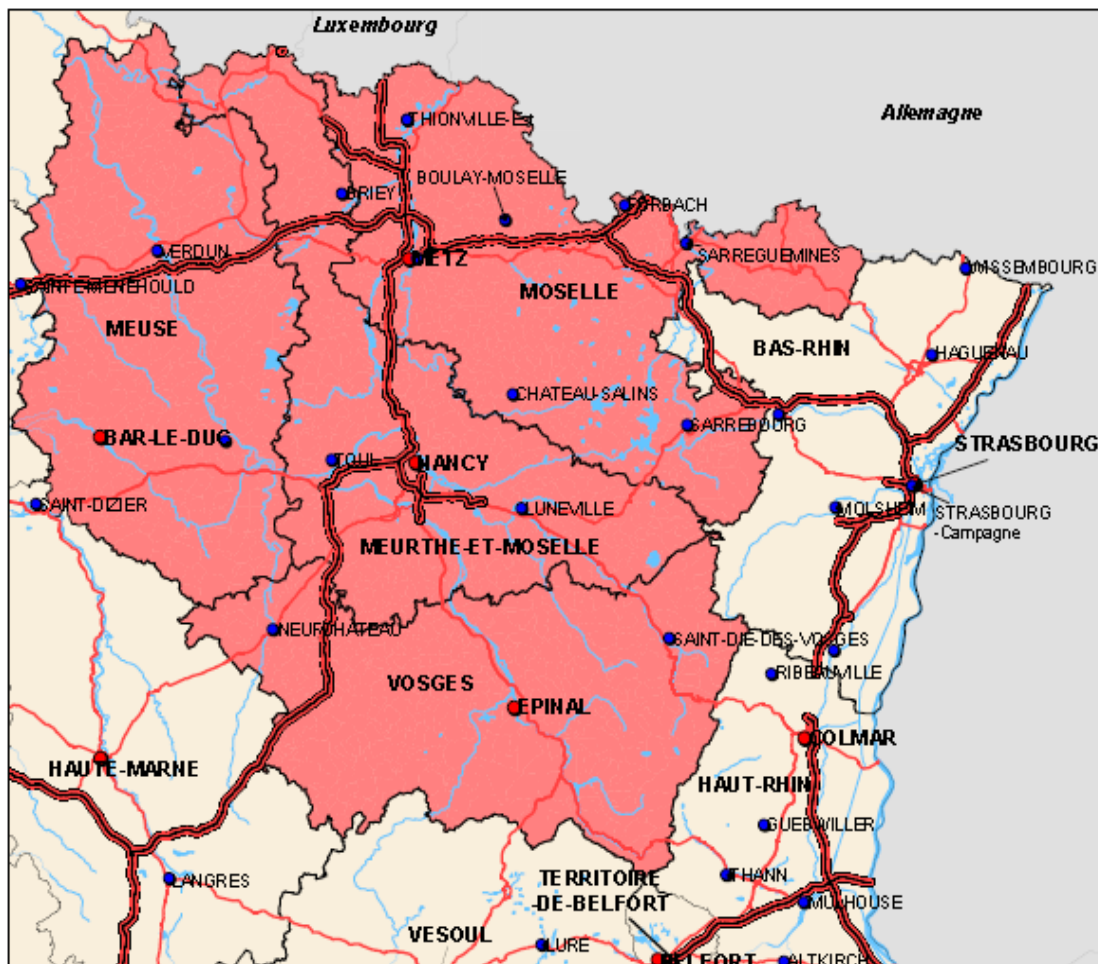 Luxembourg
Allemagne
THIONVILLE-Est
BOULAY-MOSELLE
BRIEY
FORBACH
VERDUN
METZ
SARREGUEMINES
WISSEMBOURG
SAINTE-MENEHOULD
MOSELLE
MEUSE
BAS-RHIN
HAGUENAU
CHATEAU-SALINS
SARREBOURG
BAR-LE-DUC
STRASBOURG
TOUL
NANCY
SAINT-DIZIER
LUNEVILLE
MOLSHEIM
STRASBOURG
-Campagne
MEURTHE-ET-MOSELLE
NEUFCHATEAU
SAINT-DIE-DES-VOSGES
RIBEAUVILLE
VOSGES
EPINAL
COLMAR
HAUTE-MARNE
HAUT-RHIN
GUEBWILLER
LANGRES
TERRITOIRE
-DE-BELFORT
THANN
MULHOUSE
VESOUL
LURE
BELFORT
ALTKIRCH